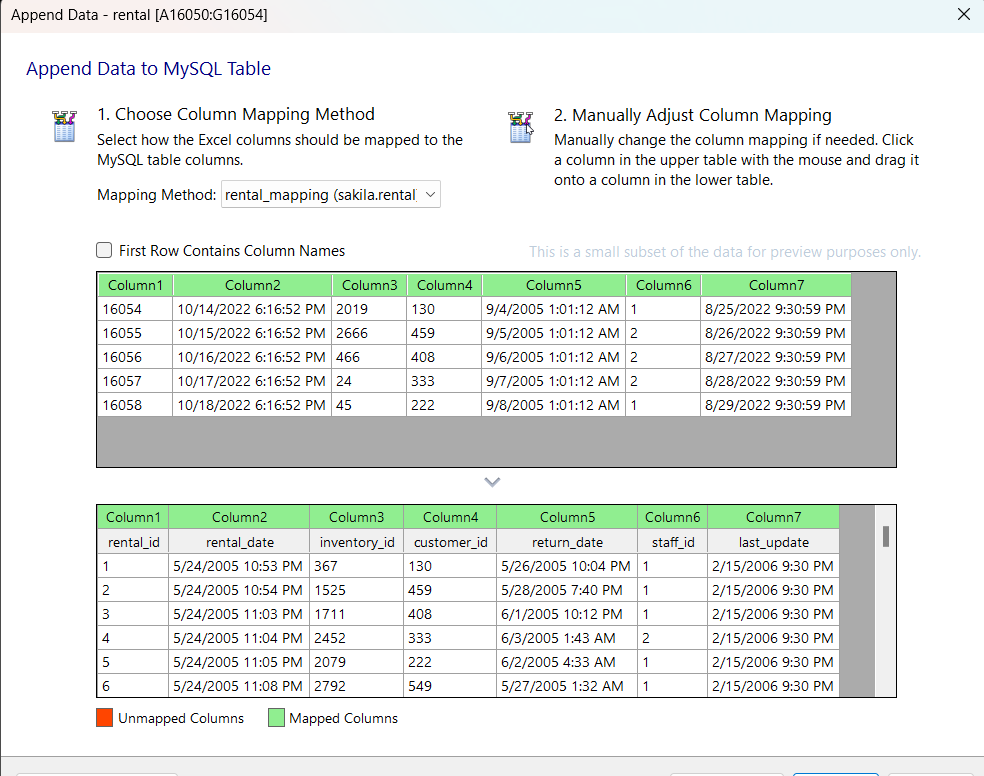 Append Data - rental [A16050:G16054]
Append Data to MySQL Table
1. Choose Column Mapping Method
Select how the Excel columns should be mapped to the
MySQL table columns.
Mapping Method: rental_mapping (sakila.rental
2. Manually Adjust Column Mapping
Manually change the column mapping if needed. Click
a column in the upper table with the mouse and drag it
onto a column in the lower table.
First Row Contains Column Names
This is a small subset of the data for preview purposes only.
Column1 Column2 Column3 Column4 Column5 Column6 Column7
16054 10/14/2022 6:16:52 PM 2019 130 9/4/2005 1:01:12 AM 1 8/25/2022 9:30:59 PM
16055 10/15/2022 6:16:52 PM 2666 459 9/5/2005 1:01:12 AM 2 8/26/2022 9:30:59 PM
16056 10/16/2022 6:16:52 PM 466 408 9/6/2005 1:01:12 AM 2 8/27/2022 9:30:59 PM
16057 10/17/2022 6:16:52 PM 24 333 9/7/2005 1:01:12 AM 2 8/28/2022 9:30:59 PM
16058 10/18/2022 6:16:52 PM 45 222 9/8/2005 1:01:12 AM 1 8/29/2022 9:30:59 PM
Column1 Column2 Column3 Column4 Column5 Column6 Column7
rental_id rental_date inventory_id customer_id return_date staff_id last_update
1 5/24/2005 10:53 PM 367 130 5/26/2005 10:04 PM 1 2/15/2006 9:30 PM
2 5/24/2005 10:54 PM 1525 459 5/28/2005 7:40 PM 1 2/15/2006 9:30 PM
3 5/24/2005 11:03 PM 1711 408 6/1/2005 10:12 PM 1 2/15/2006 9:30 PM
4 5/24/2005 11:04 PM 2452 333 6/3/2005 1:43 AM 2 2/15/2006 9:30 PM
5 5/24/2005 11:05 PM 2079 222 6/2/2005 4:33 AM 1 2/15/2006 9:30 PM
6 5/24/2005 11:08 PM 2792 549 5/27/2005 1:32 AM 1 2/15/2006 9:30 PM
Unmapped Columns Mapped Columns